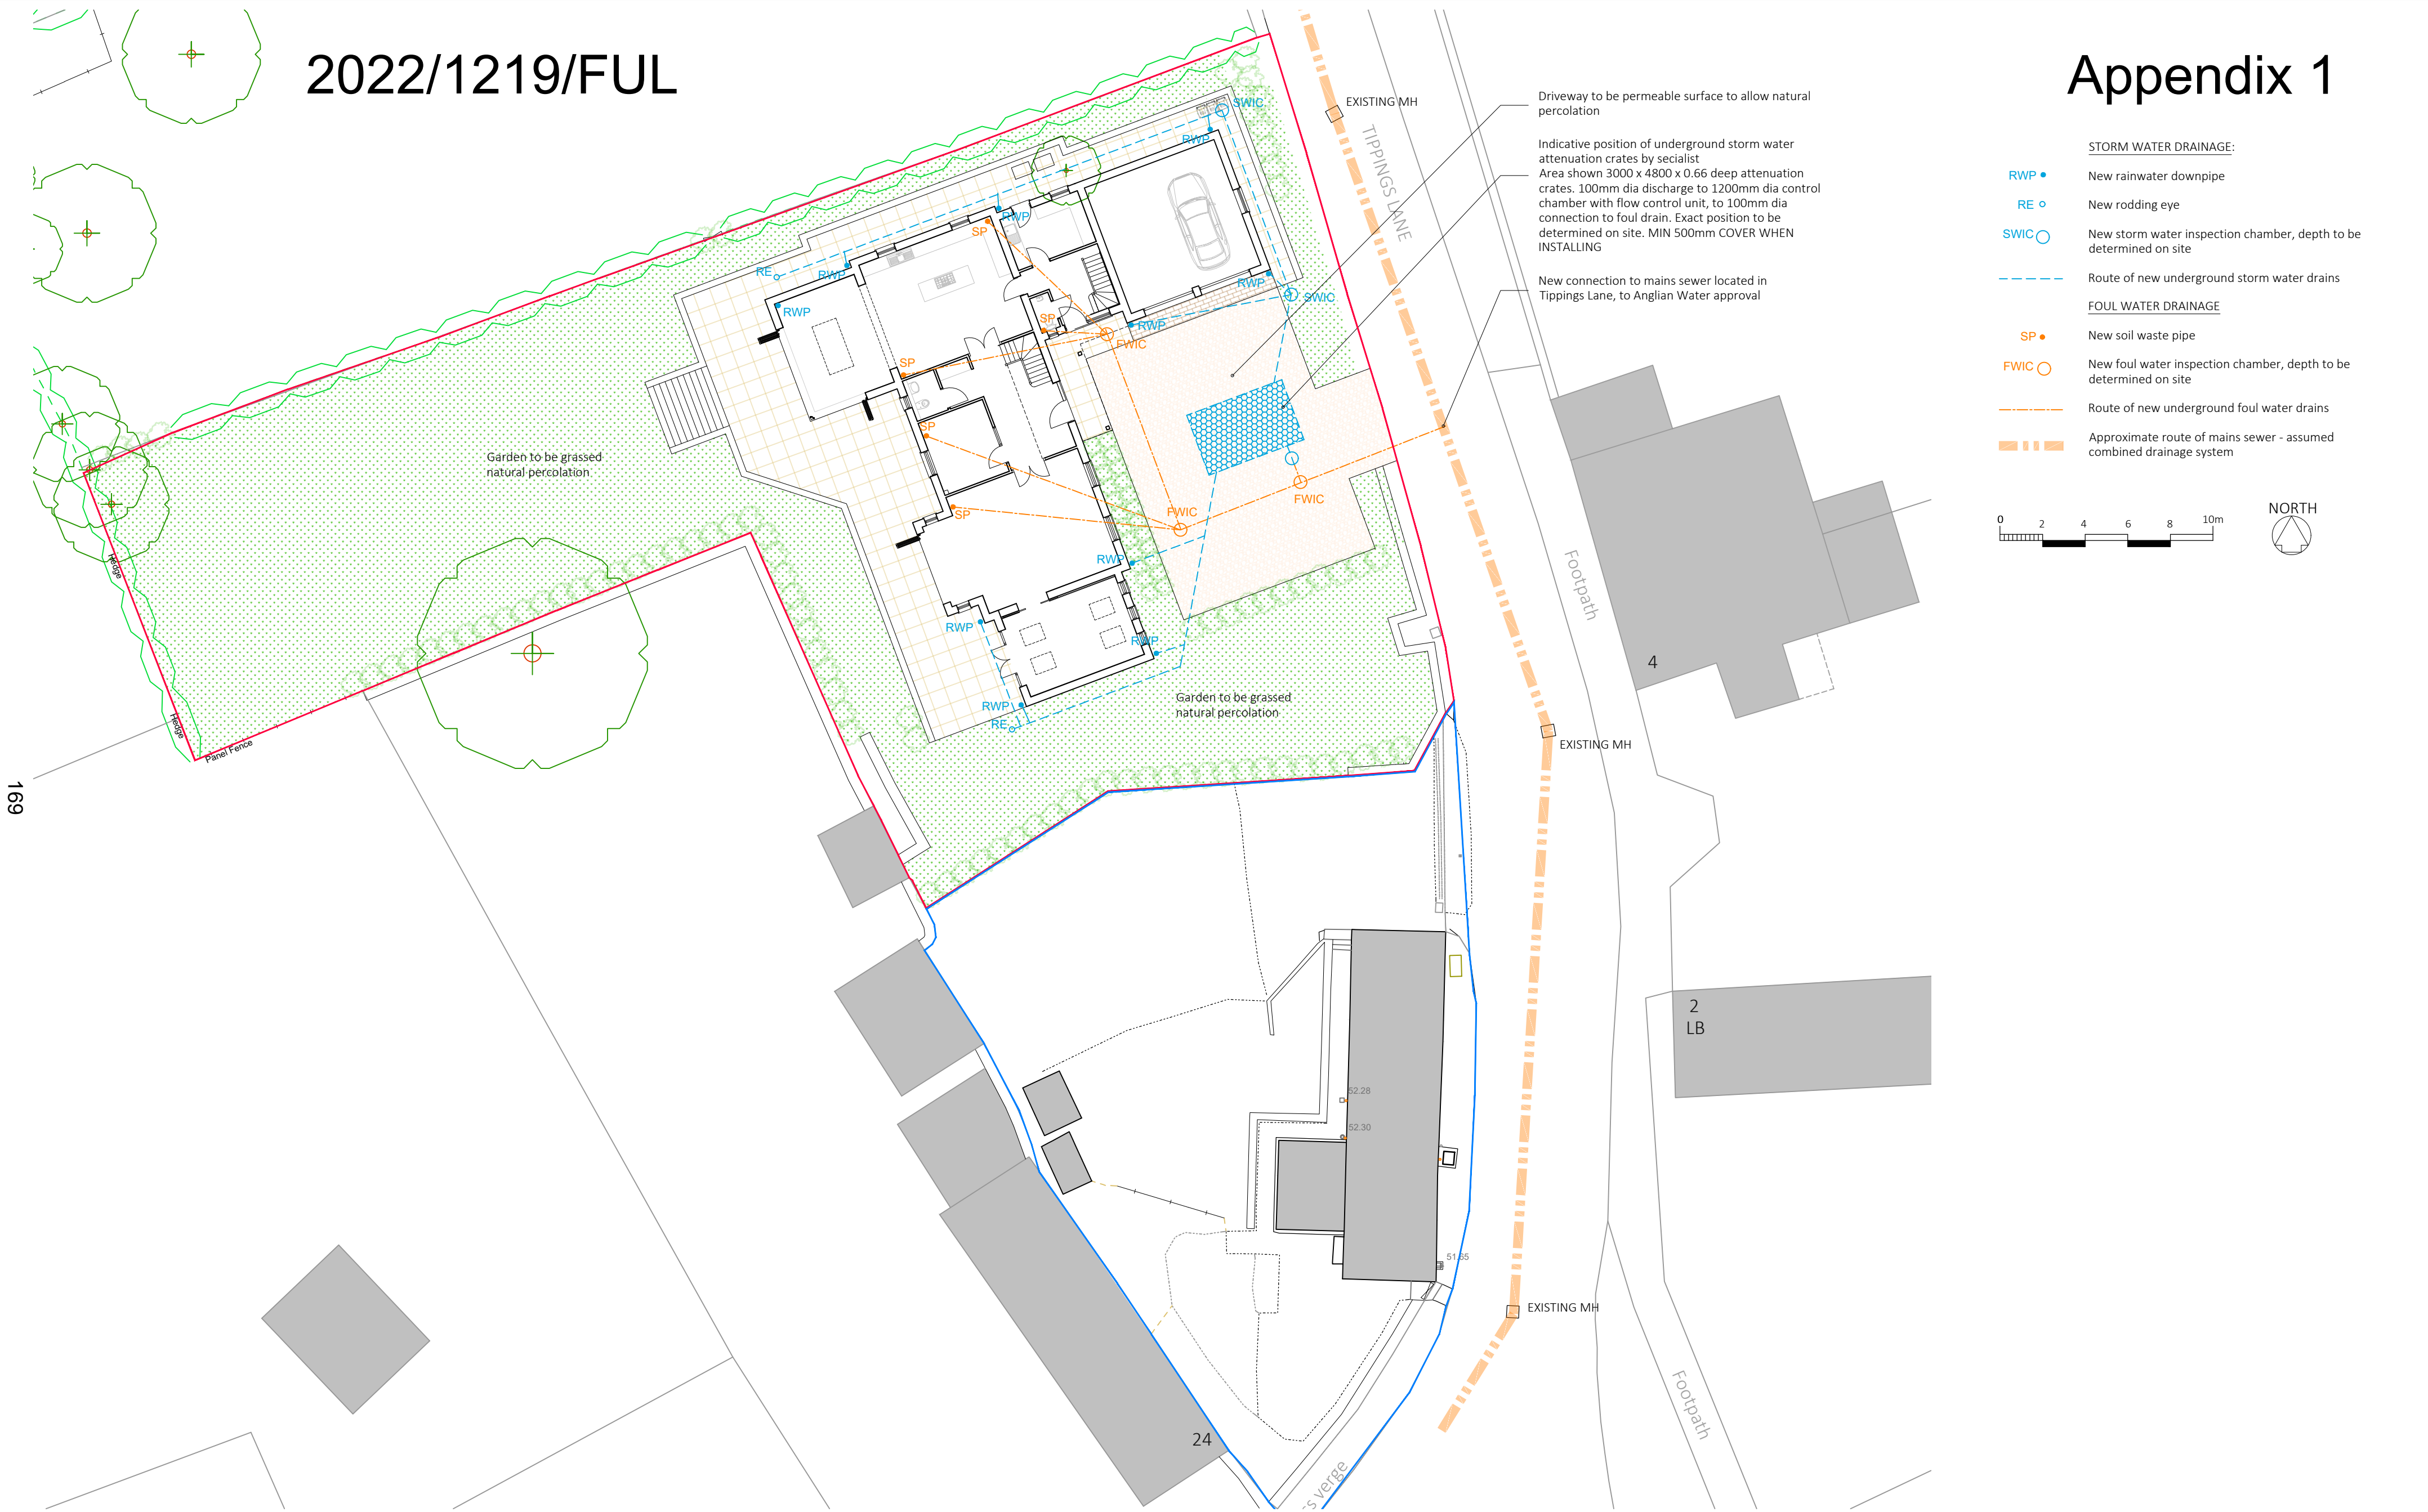 2022/1219/FUL
Appendix 1
EXISTING MH
TIPPINGS LANE
Driveway to be permeable surface to allow natural
percolation
Indicative position of underground storm water
attenuation crates by secialist
Area shown 3000 x 4800 x 0.66 deep attenuation
crates. 100mm dia discharge to 1200mm dia control
chamber with flow control unit, to 100mm dia
connection to foul drain. Exact position to be
determined on site. MIN 500mm COVER WHEN
INSTALLING
New connection to mains sewer located in
Tippings Lane, to Anglian Water approval
STORM WATER DRAINAGE:
RWP New rainwater downpipe
RE New rodding eye
SWIC New storm water inspection chamber, depth to be
determined on site
Route of new underground storm water drains
FOUL WATER DRAINAGE
SP New soil waste pipe
FWIC New foul water inspection chamber, depth to be
determined on site
Route of new underground foul water drains
Approximate route of mains sewer - assumed
combined drainage system
0 2 4 6 8 10m
NORTH
SWIC
RWP
RWP
SP
RE
RWP
RWP
RWP
SWIC
SP
RWP
FWIC
SP
SP
SP
FWIC
FWIC
RWP
RWP
RWP
RWP
RE
Garden to be grassed
natural percolation
Garden to be grassed
natural percolation
Hedge
Hedge
Panel Fence
Footpath
4
EXISTING MH
169
2
LB
52.28
52.30
51.65
EXISTING MH
Footpath
24
verge